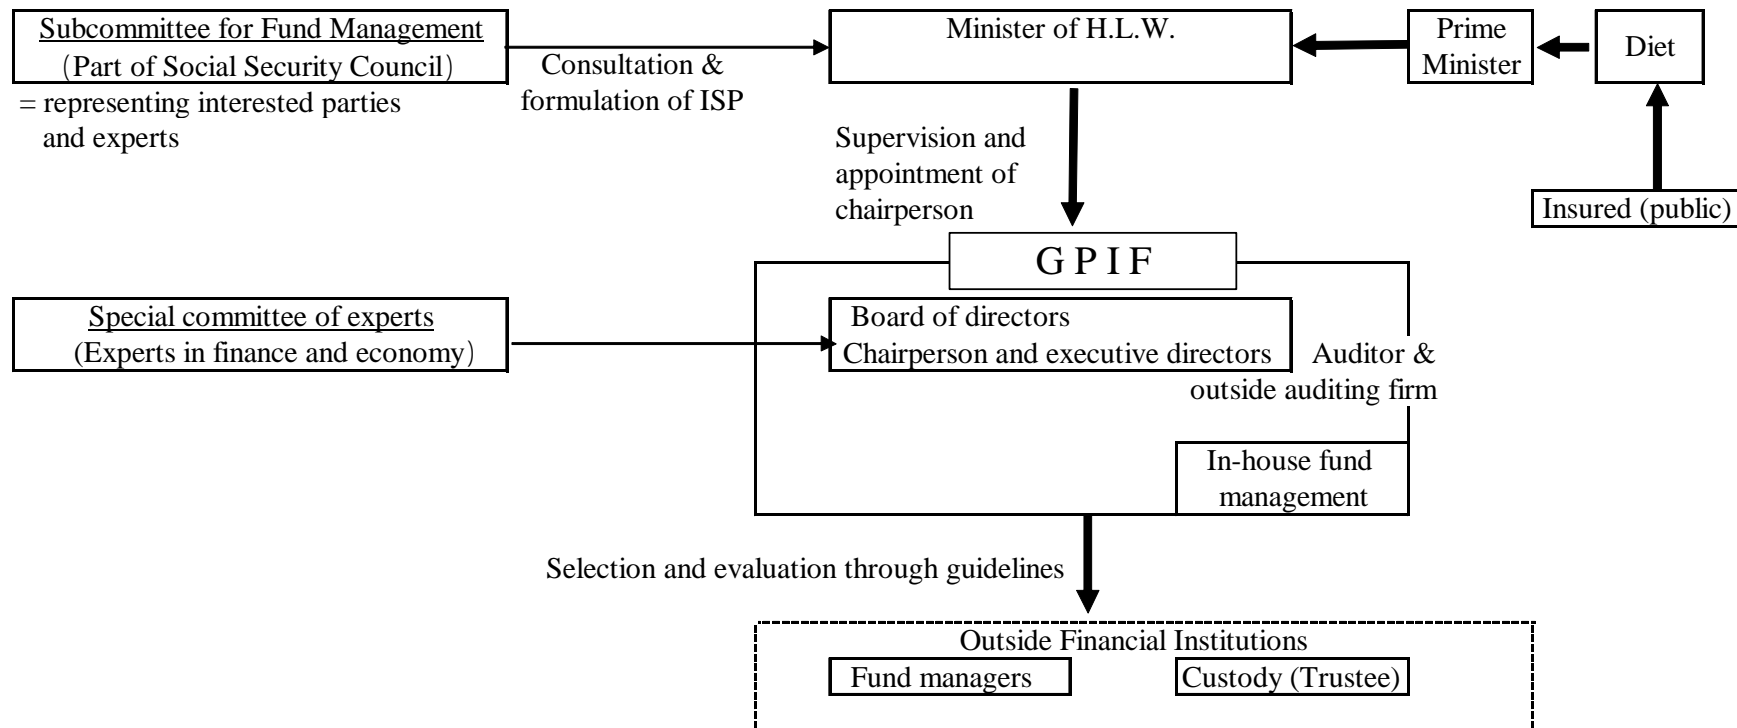 Subcommittee for Fund Management
(Part of Social Security Council)
= representing interested parties
and experts
Consultation &
formulation of ISP
Minister of H.L.W.
Prime
Minister
Diet
Insured (public)
Supervision and
appointment of
chairperson
G P I F
Special committee of experts
(Experts in finance and economy)
Board of directors
Chairperson and executive directors
Auditor &
outside auditing firm
In-house fund
management
Selection and evaluation through guidelines
Outside Financial Institutions
Fund managers
Custody (Trustee)